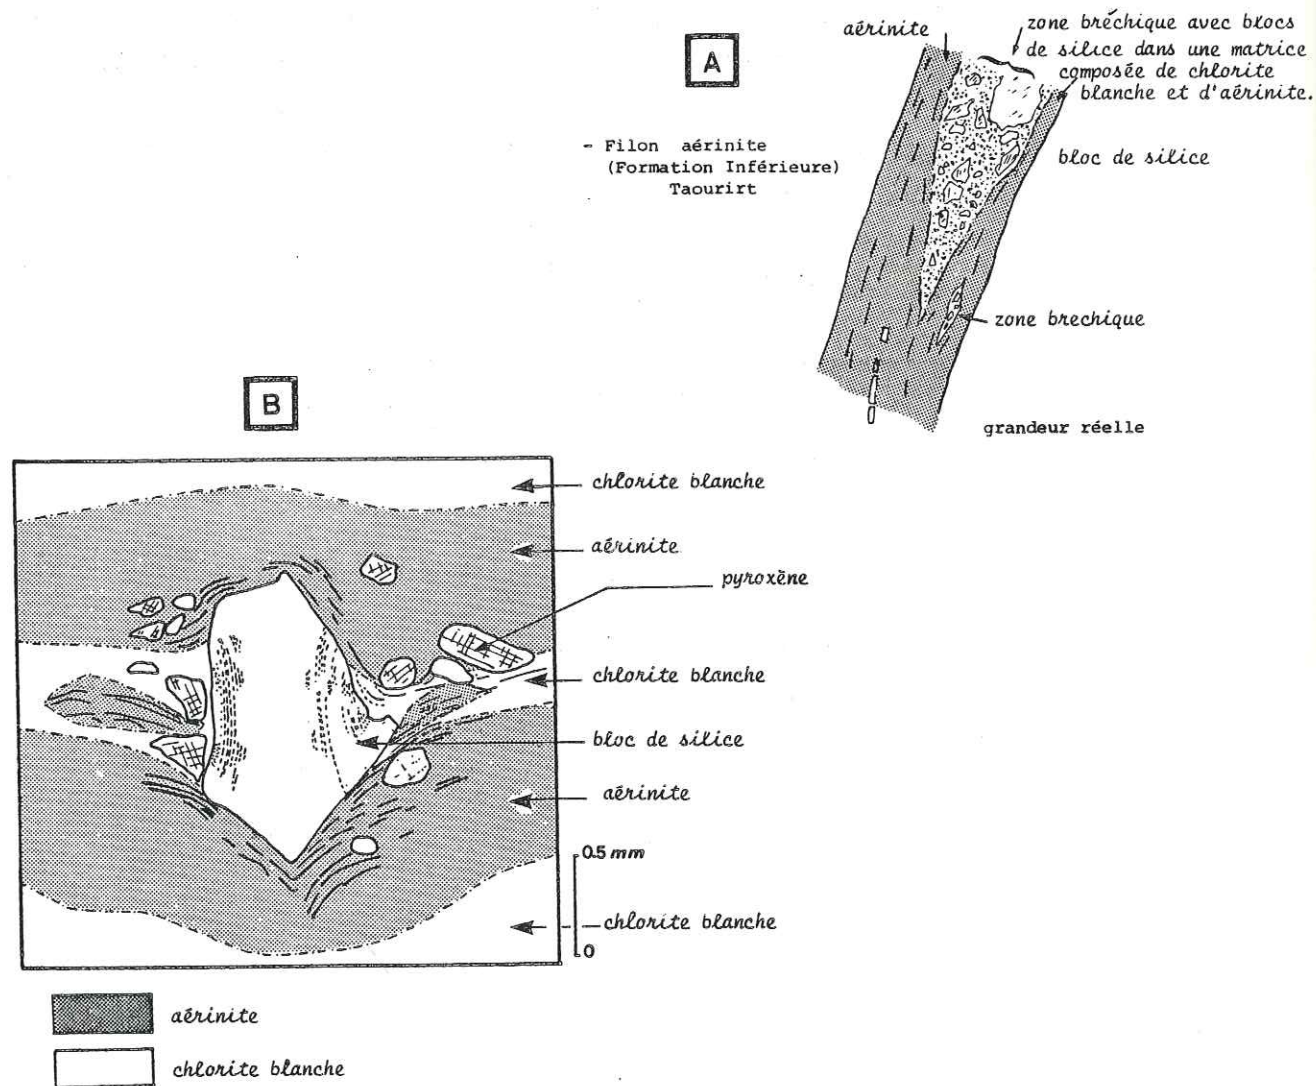 A
- Filon aérinite
(Formation Inférieure)
Taourirt
aérinite
zone bréchique avec blocs
de silice dans une matrice
composée de chlorite
blanche et d'aérinite.
bloc de silice
zone brechique
grandeur réelle
B
chlorite blanche
aérinite
pyroxène
chlorite blanche
bloc de silice
aérinite
0.5 mm
chlorite blanche
0
aérinite
chlorite blanche